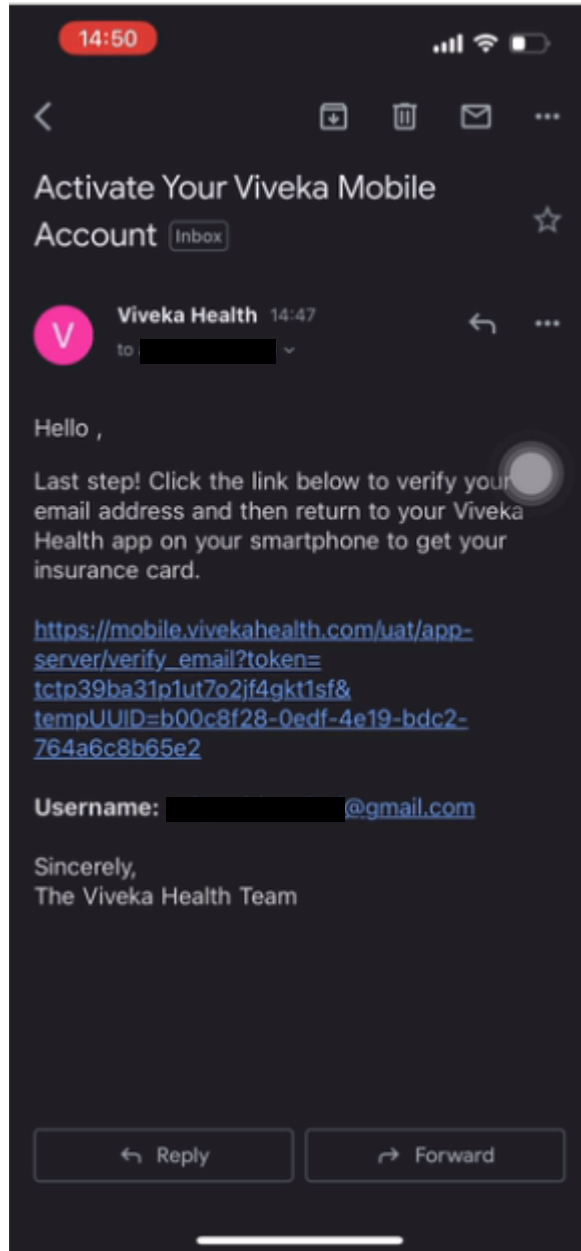 14:50
Activate Your Viveka Mobile
Account Inbox
V
Viveka Health 14:47
to
Hello ,
Last step! Click the link below to verify your
email address and then return to your Viveka
Health app on your smartphone to get your
insurance card.
https://mobile.vivekahealth.com/uat/app-
server/verify_email?token=
tctp39ba31p1ut7o2jf4gkt1sf&
tempUUID=b00c8f28-0edf-4e19-bdc2-
764a6c8b65e2
Username: @gmail.com
Sincerely,
The Viveka Health Team
Reply
Forward